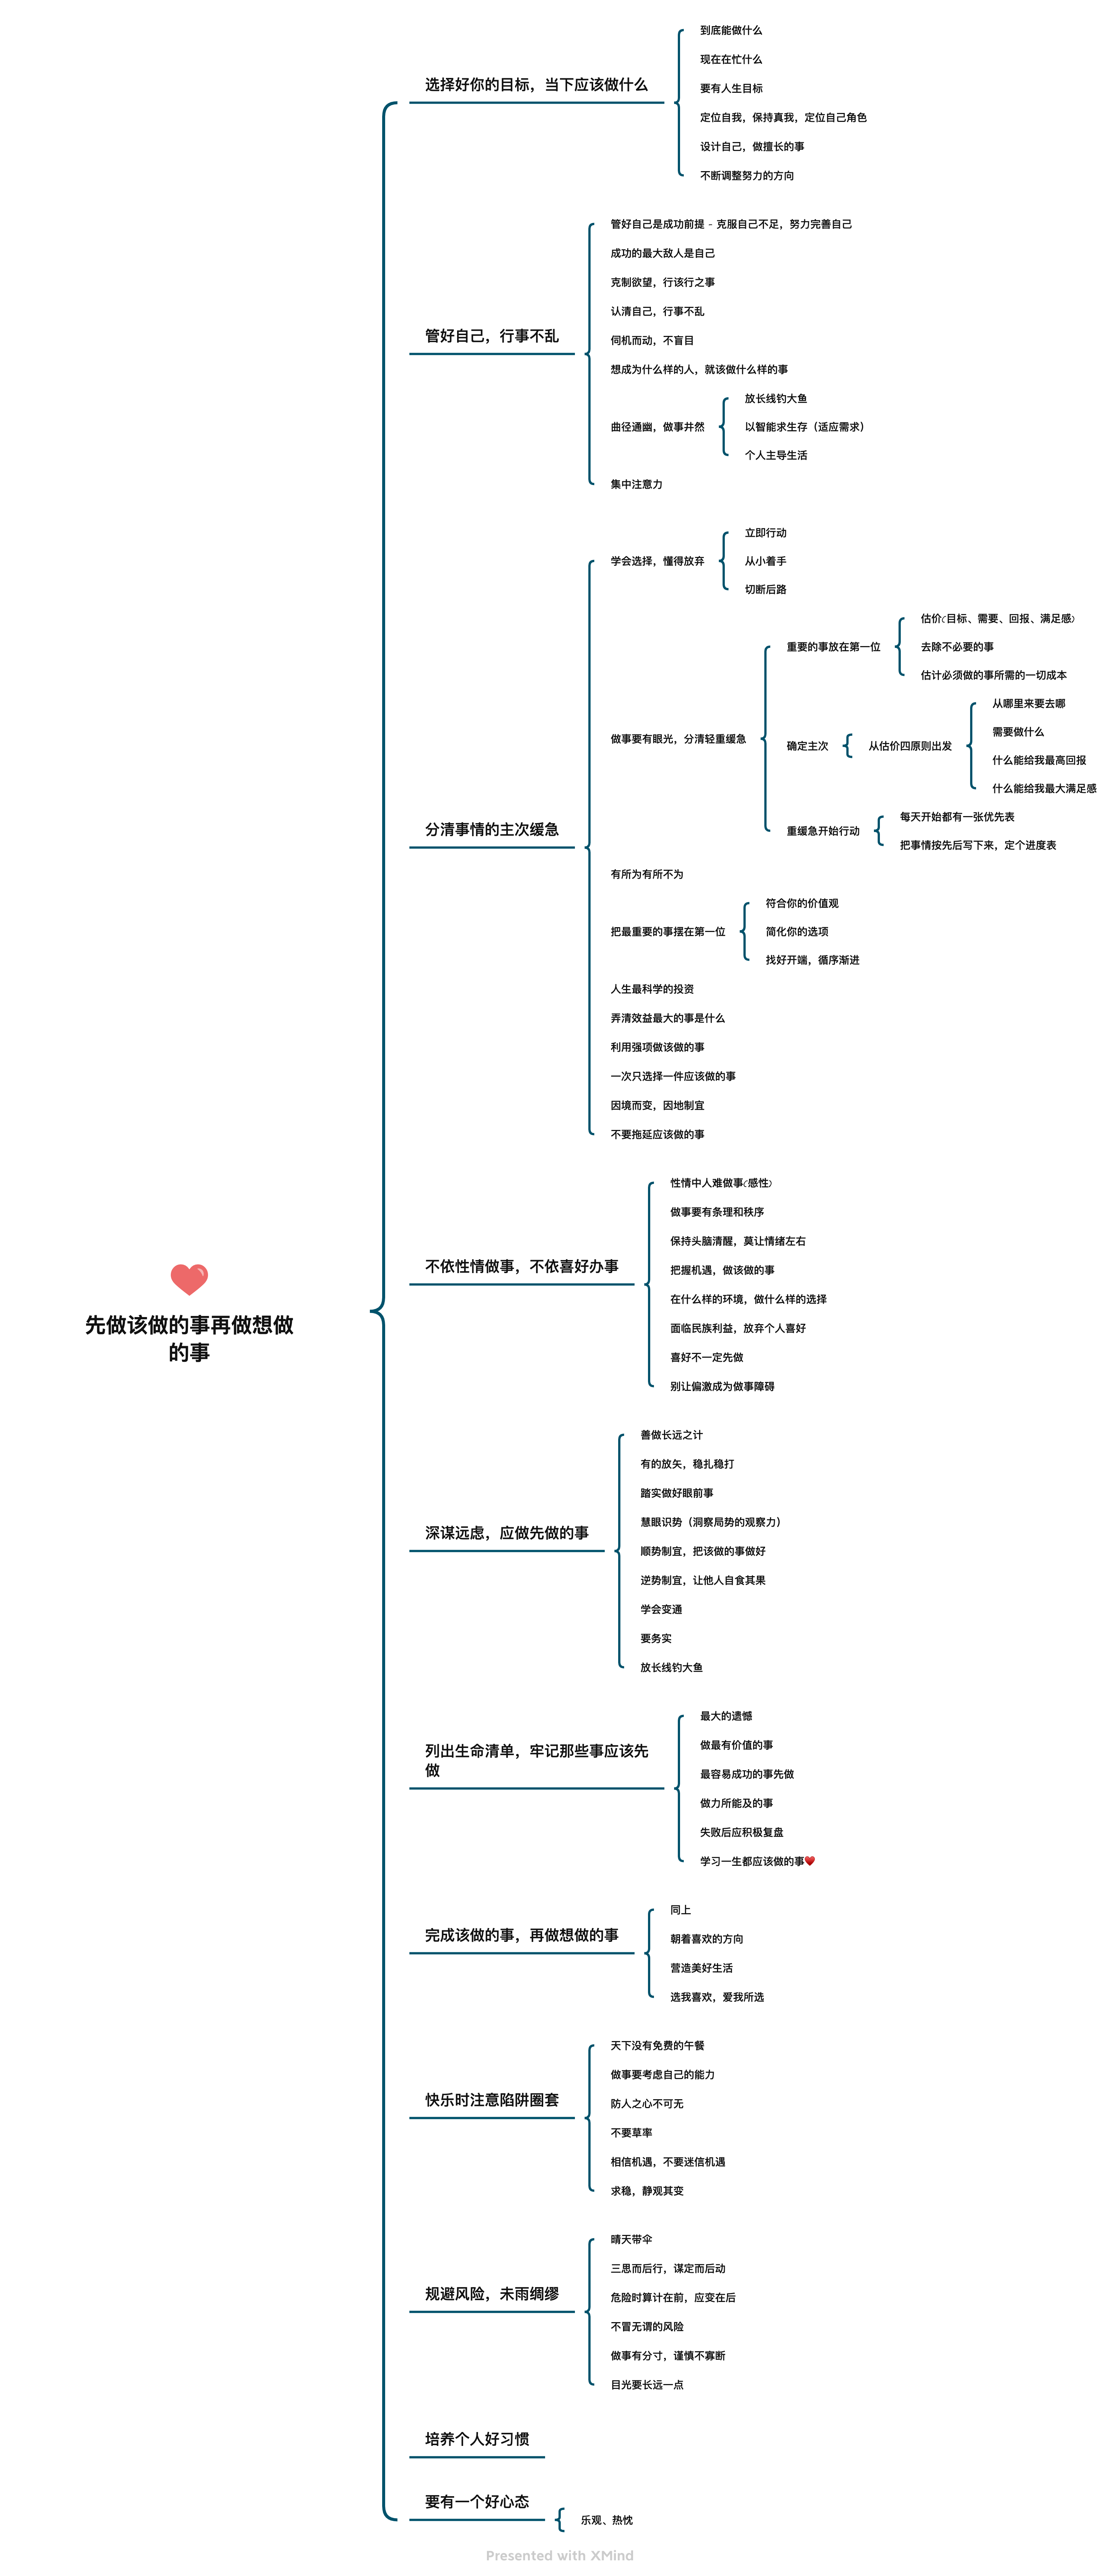 先做该做的事再做想做
的事
选择好你的目标，当下应该做什么
到底能做什么
现在在忙什么
要有人生目标
定位自我，保持真我，定位自己角色
设计自己，做擅长的事
不断调整努力的方向
管好自己，行事不乱
管好自己是成功前提 - 克服自己不足，努力完善自己
成功的最大敌人是自己
克制欲望，行该行之事
认清自己，行事不乱
伺机而动，不盲目
想成为什么样的人，就该做什么样的事
曲径通幽，做事井然
放长线钓大鱼
以智能求生存（适应需求）
个人主导生活
集中注意力
分清事情的主次缓急
学会选择，懂得放弃
立即行动
从小着手
切断后路
做事要有眼光，分清轻重缓急
重要的事放在第一位
估价(目标、需要、回报、满足感)
去除不必要的事
估计必须做的事所需的一切成本
确定主次
从估价四原则出发
从哪里来要去哪
需要做什么
什么能给我最高回报
什么能给我最大满足感
重缓急开始行动
每天开始都有一张优先表
把事情按先后写下来，定个进度表
有所为有所不为
把最重要的事摆在第一位
符合你的价值观
简化你的选项
找好开端，循序渐进
人生最科学的投资
弄清效益最大的事是什么
利用强项做该做的事
一次只选择一件应该做的事
因境而变，因地制宜
不要拖延应该做的事
不依性情做事，不依喜好办事
性情中人难做事(感性)
做事要有条理和秩序
保持头脑清醒，莫让情绪左右
把握机遇，做该做的事
在什么样的环境，做什么样的选择
面临民族利益，放弃个人喜好
喜好不一定先做
别让偏激成为做事障碍
深谋远虑，应做先做的事
善做长远之计
有的放矢，稳扎稳打
踏实做好眼前事
慧眼识势（洞察局势的观察力）
顺势制宜，把该做的事做好
逆势制宜，让他人自食其果
学会变通
要务实
放长线钓大鱼
列出生命清单，牢记那些事应该先
做
最大的遗憾
做最有价值的事
最容易成功的事先做
做力所能及的事
失败后应积极复盘
学习一生都应该做的事♥
完成该做的事，再做想做的事
同上
朝着喜欢的方向
营造美好生活
选我喜欢，爱我所选
快乐时注意陷阱圈套
天下没有免费的午餐
做事要考虑自己的能力
防人之心不可无
不要草率
相信机遇，不要迷信机遇
求稳，静观其变
规避风险，未雨绸缪
晴天带伞
三思而后行，谋定而后动
危险时算计在前，应变在后
不冒无谓的风险
做事有分寸，谨慎不寡断
目光要长远一点
培养个人好习惯
要有一个好心态
乐观、热忱
Presented with XMind